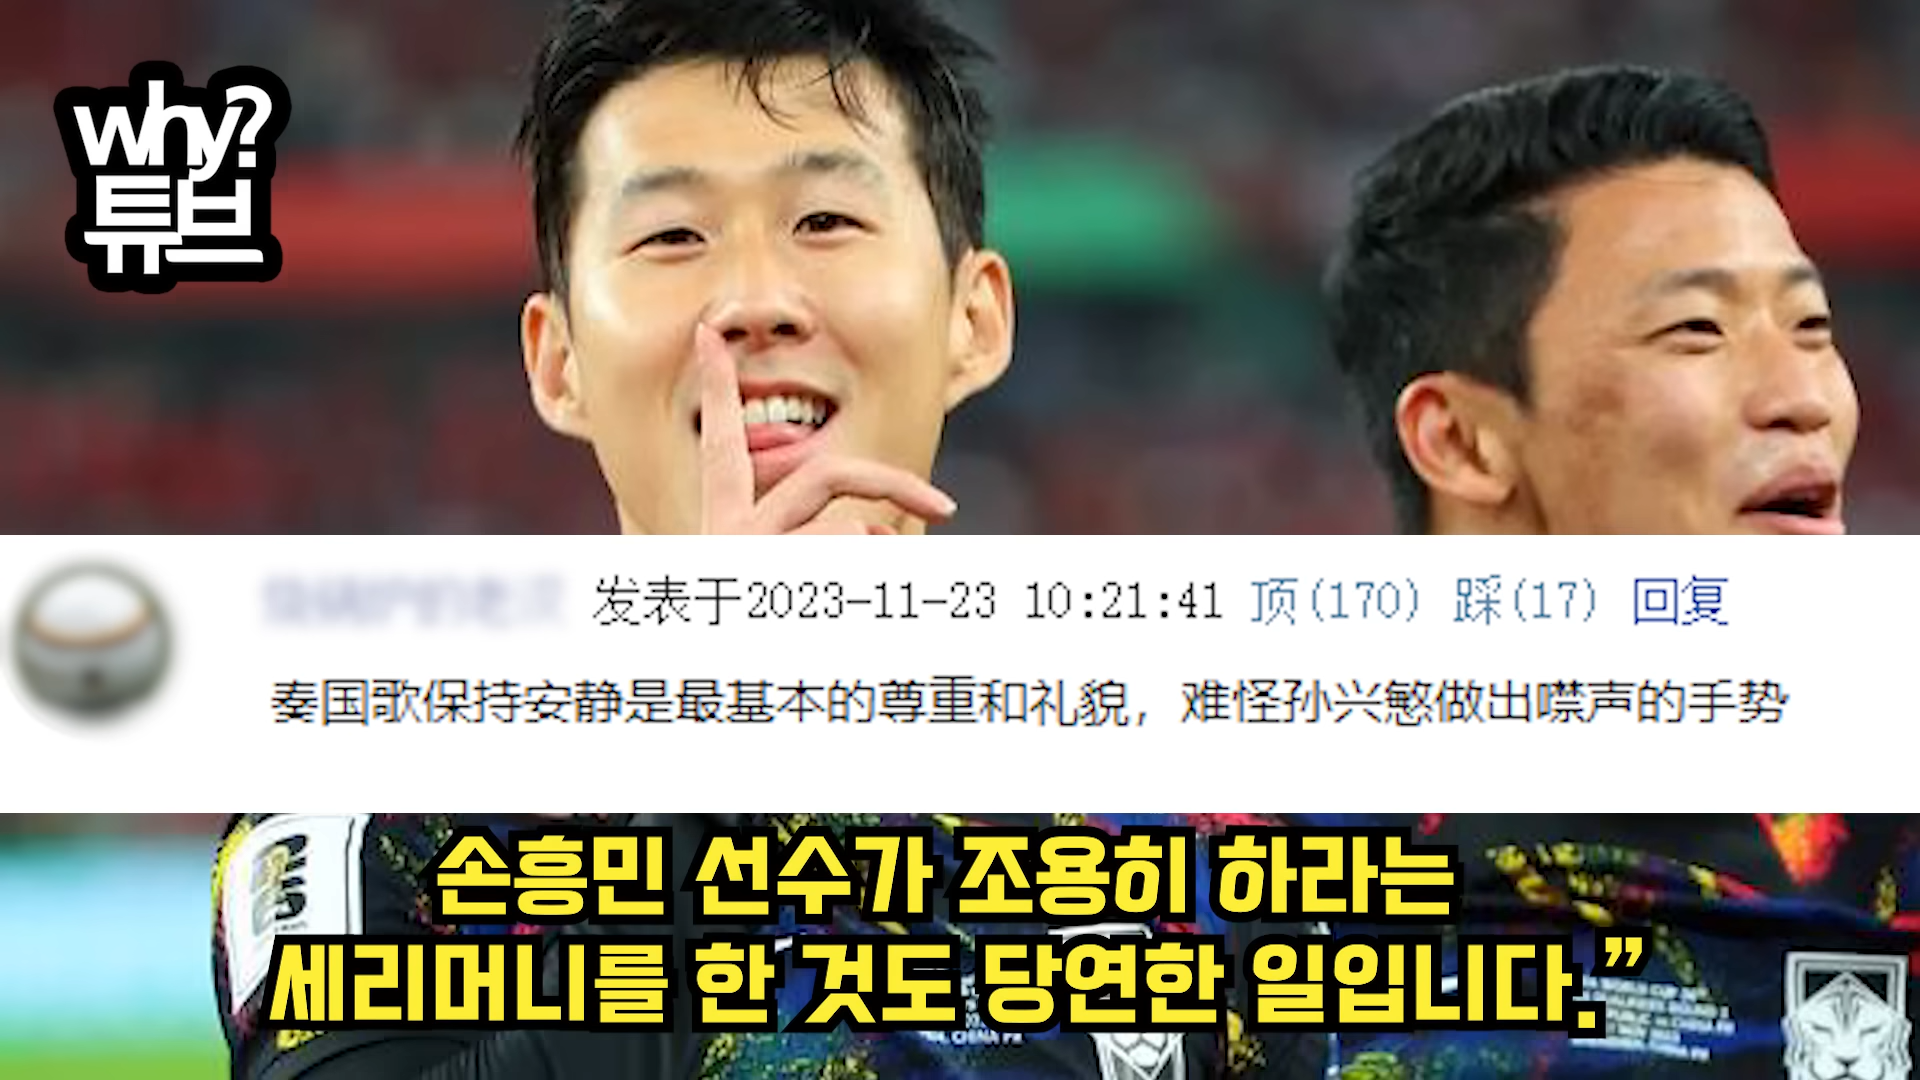 why?
튜브
发表于2023-11-23 10:21:41 顶(170) 踩(17) 回复
秦国歌保持安静是最基本的尊重和礼貌，难怪孙兴慜做出噤声的手势
손흥민 선수가 조용히 하라는
세리머니를 한 것도 당연한 일입니다.”
CHINA PR